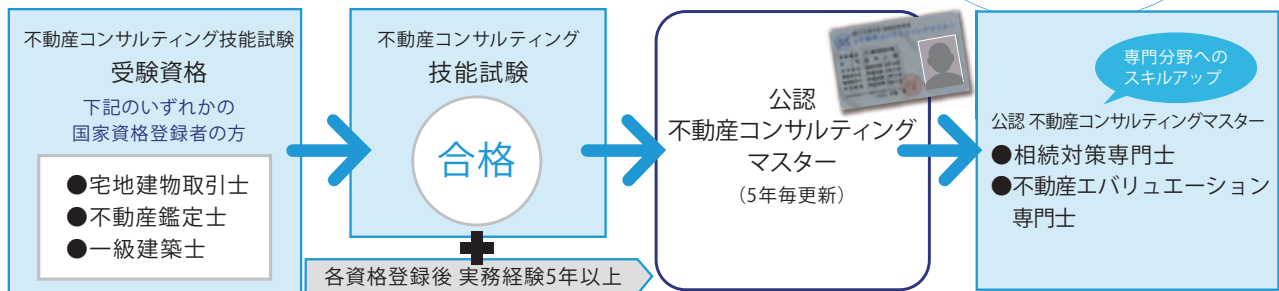 不動産コンサルティング技能試験
受験資格
下記のいずれかの
国家資格登録者の方
●宅地建物取引士
●不動産鑑定士
●一級建築士
不動産コンサルティング
技能試験
合格
各資格登録後 実務経験5年以上
公認
不動産コンサルティング
マスター
(5年毎更新)
専門分野への
スキルアップ
公認 不動産コンサルティングマスター
●相続対策専門士
●不動産エバリュエーション
専門士